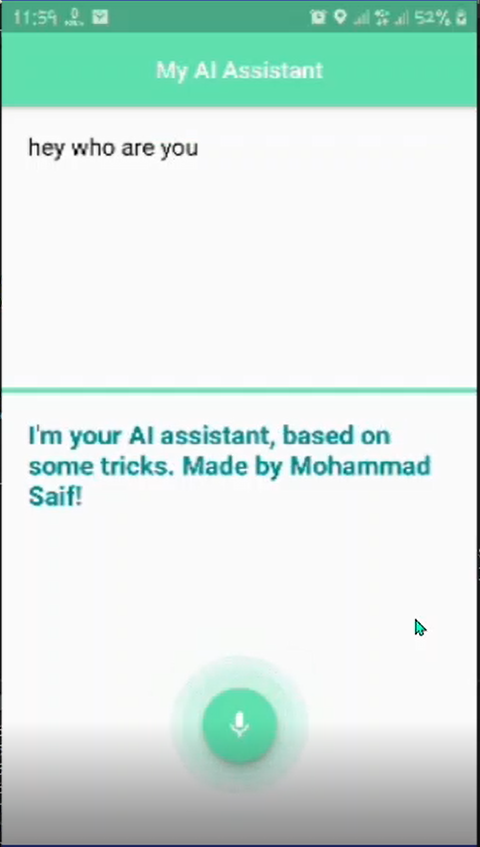 11:59 52%
My AI Assistant
hey who are you
I'm your AI assistant, based on
some tricks. Made by Mohammad
Saif!